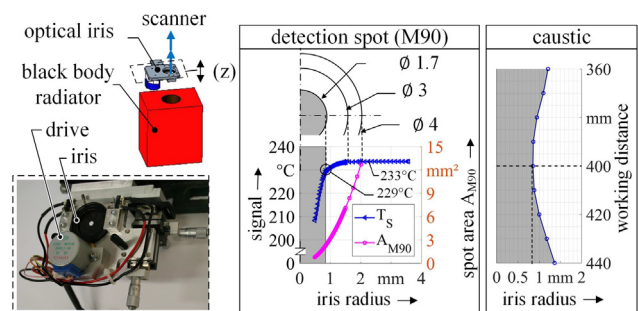 scanner
optical iris
(z)
black body
radiator
drive
iris
detection spot (M90)
Ø 1.7
Ø 3
Ø 4
240
°C
230
220
210
200
0
signal
15
mm²
9
6
3
0
spot area A_M90
233°C
229°C
T_S
A_M90
0 1 2 mm 4
iris radius
caustic
360
mm
400
420
440
working distance
0 0.5 1 mm 2
iris radius